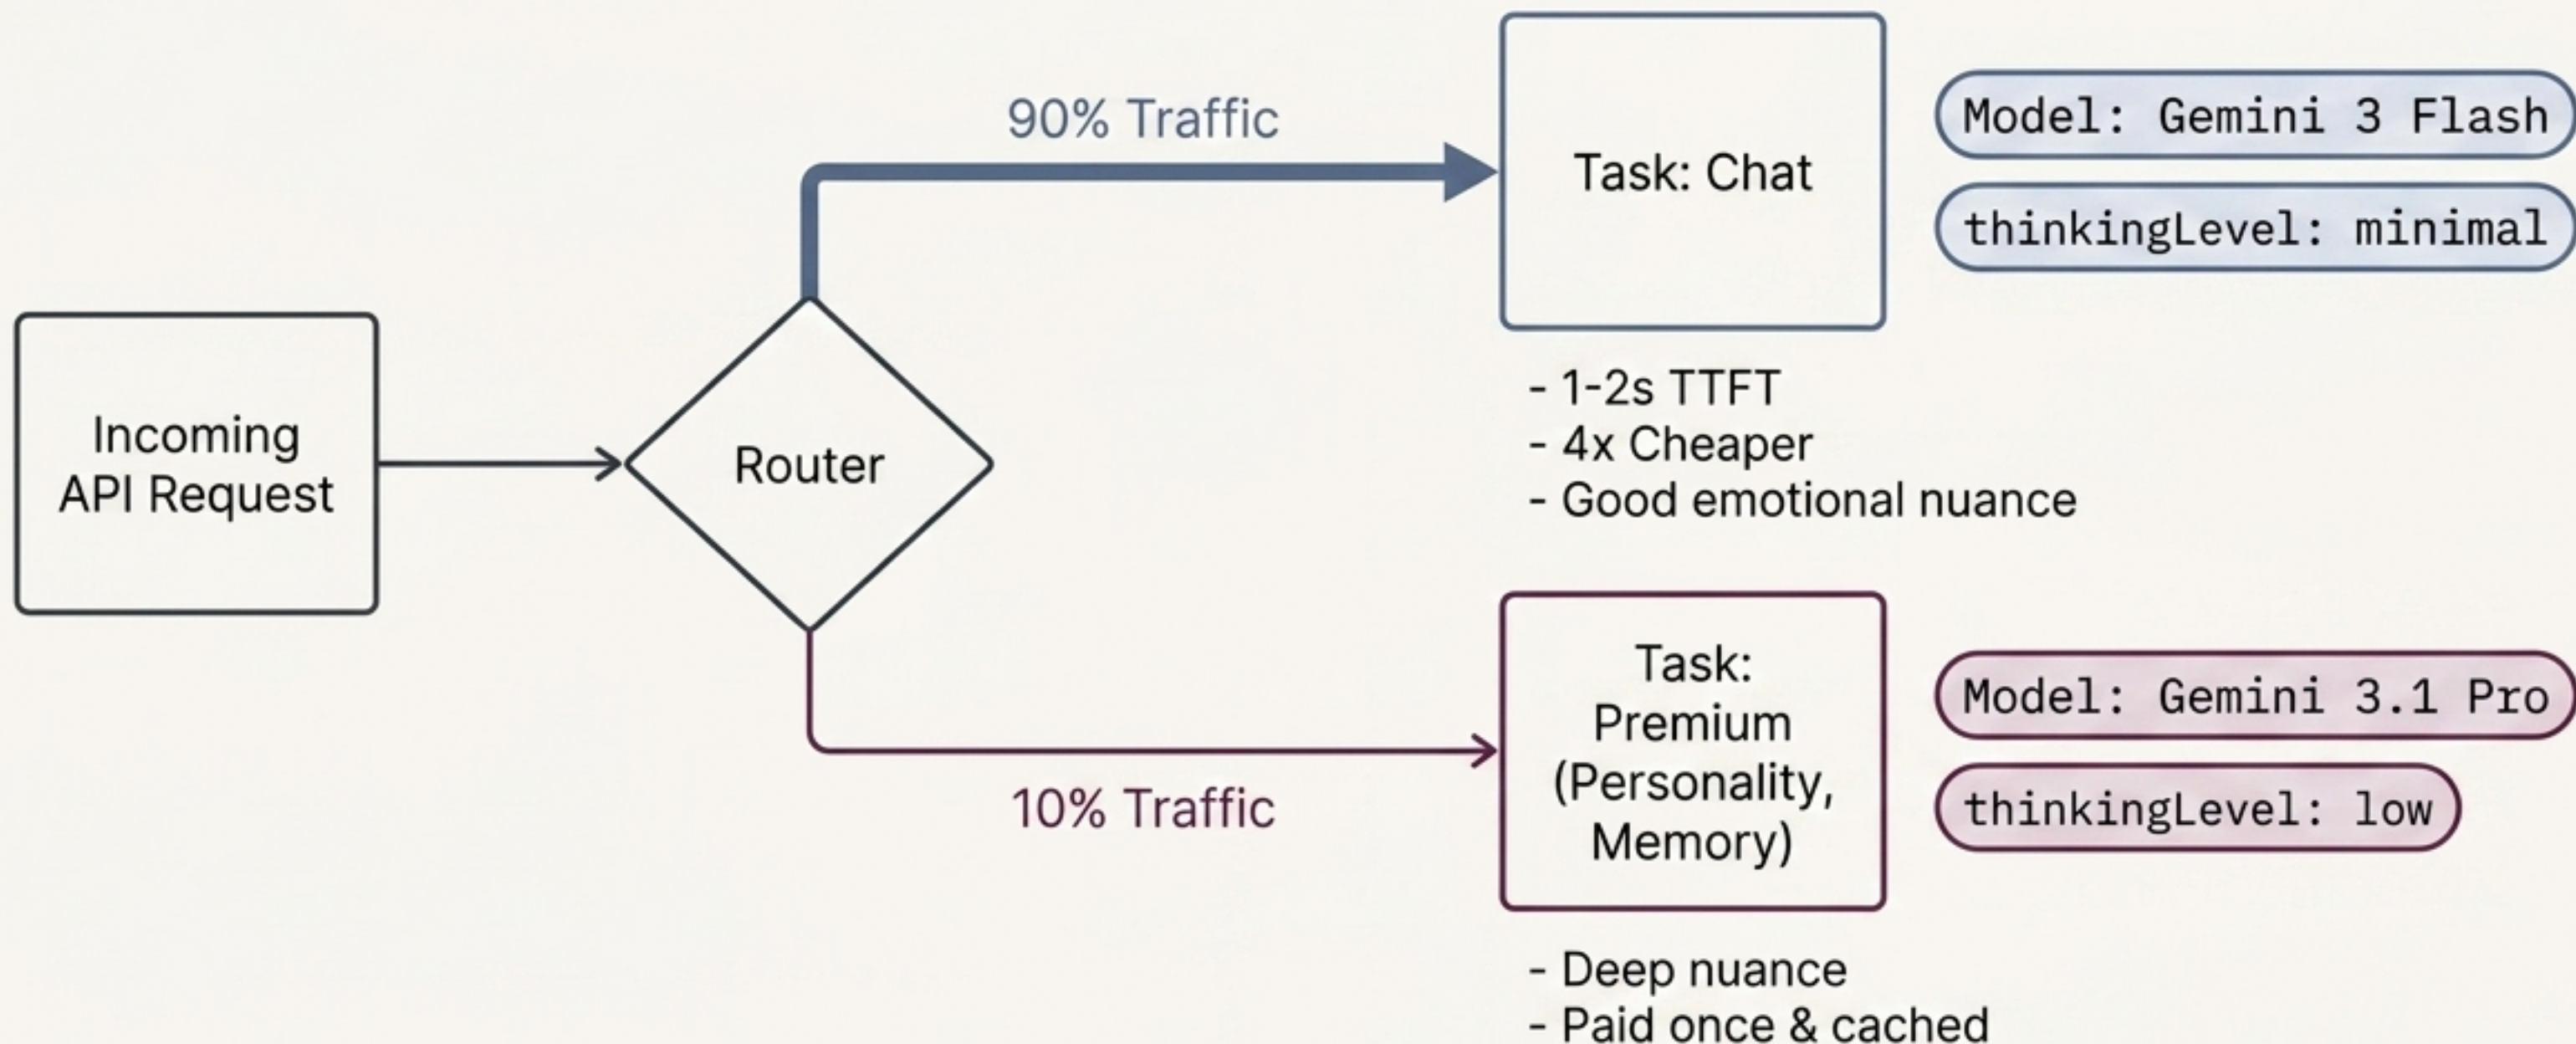 Incoming
API Request
Router
90% Traffic
Task: Chat
Model: Gemini 3 Flash
thinkingLevel: minimal
- 1-2s TTFT
- 4x Cheaper
- Good emotional nuance
10% Traffic
Task:
Premium
(Personality,
Memory)
Model: Gemini 3.1 Pro
thinkingLevel: low
- Deep nuance
- Paid once & cached